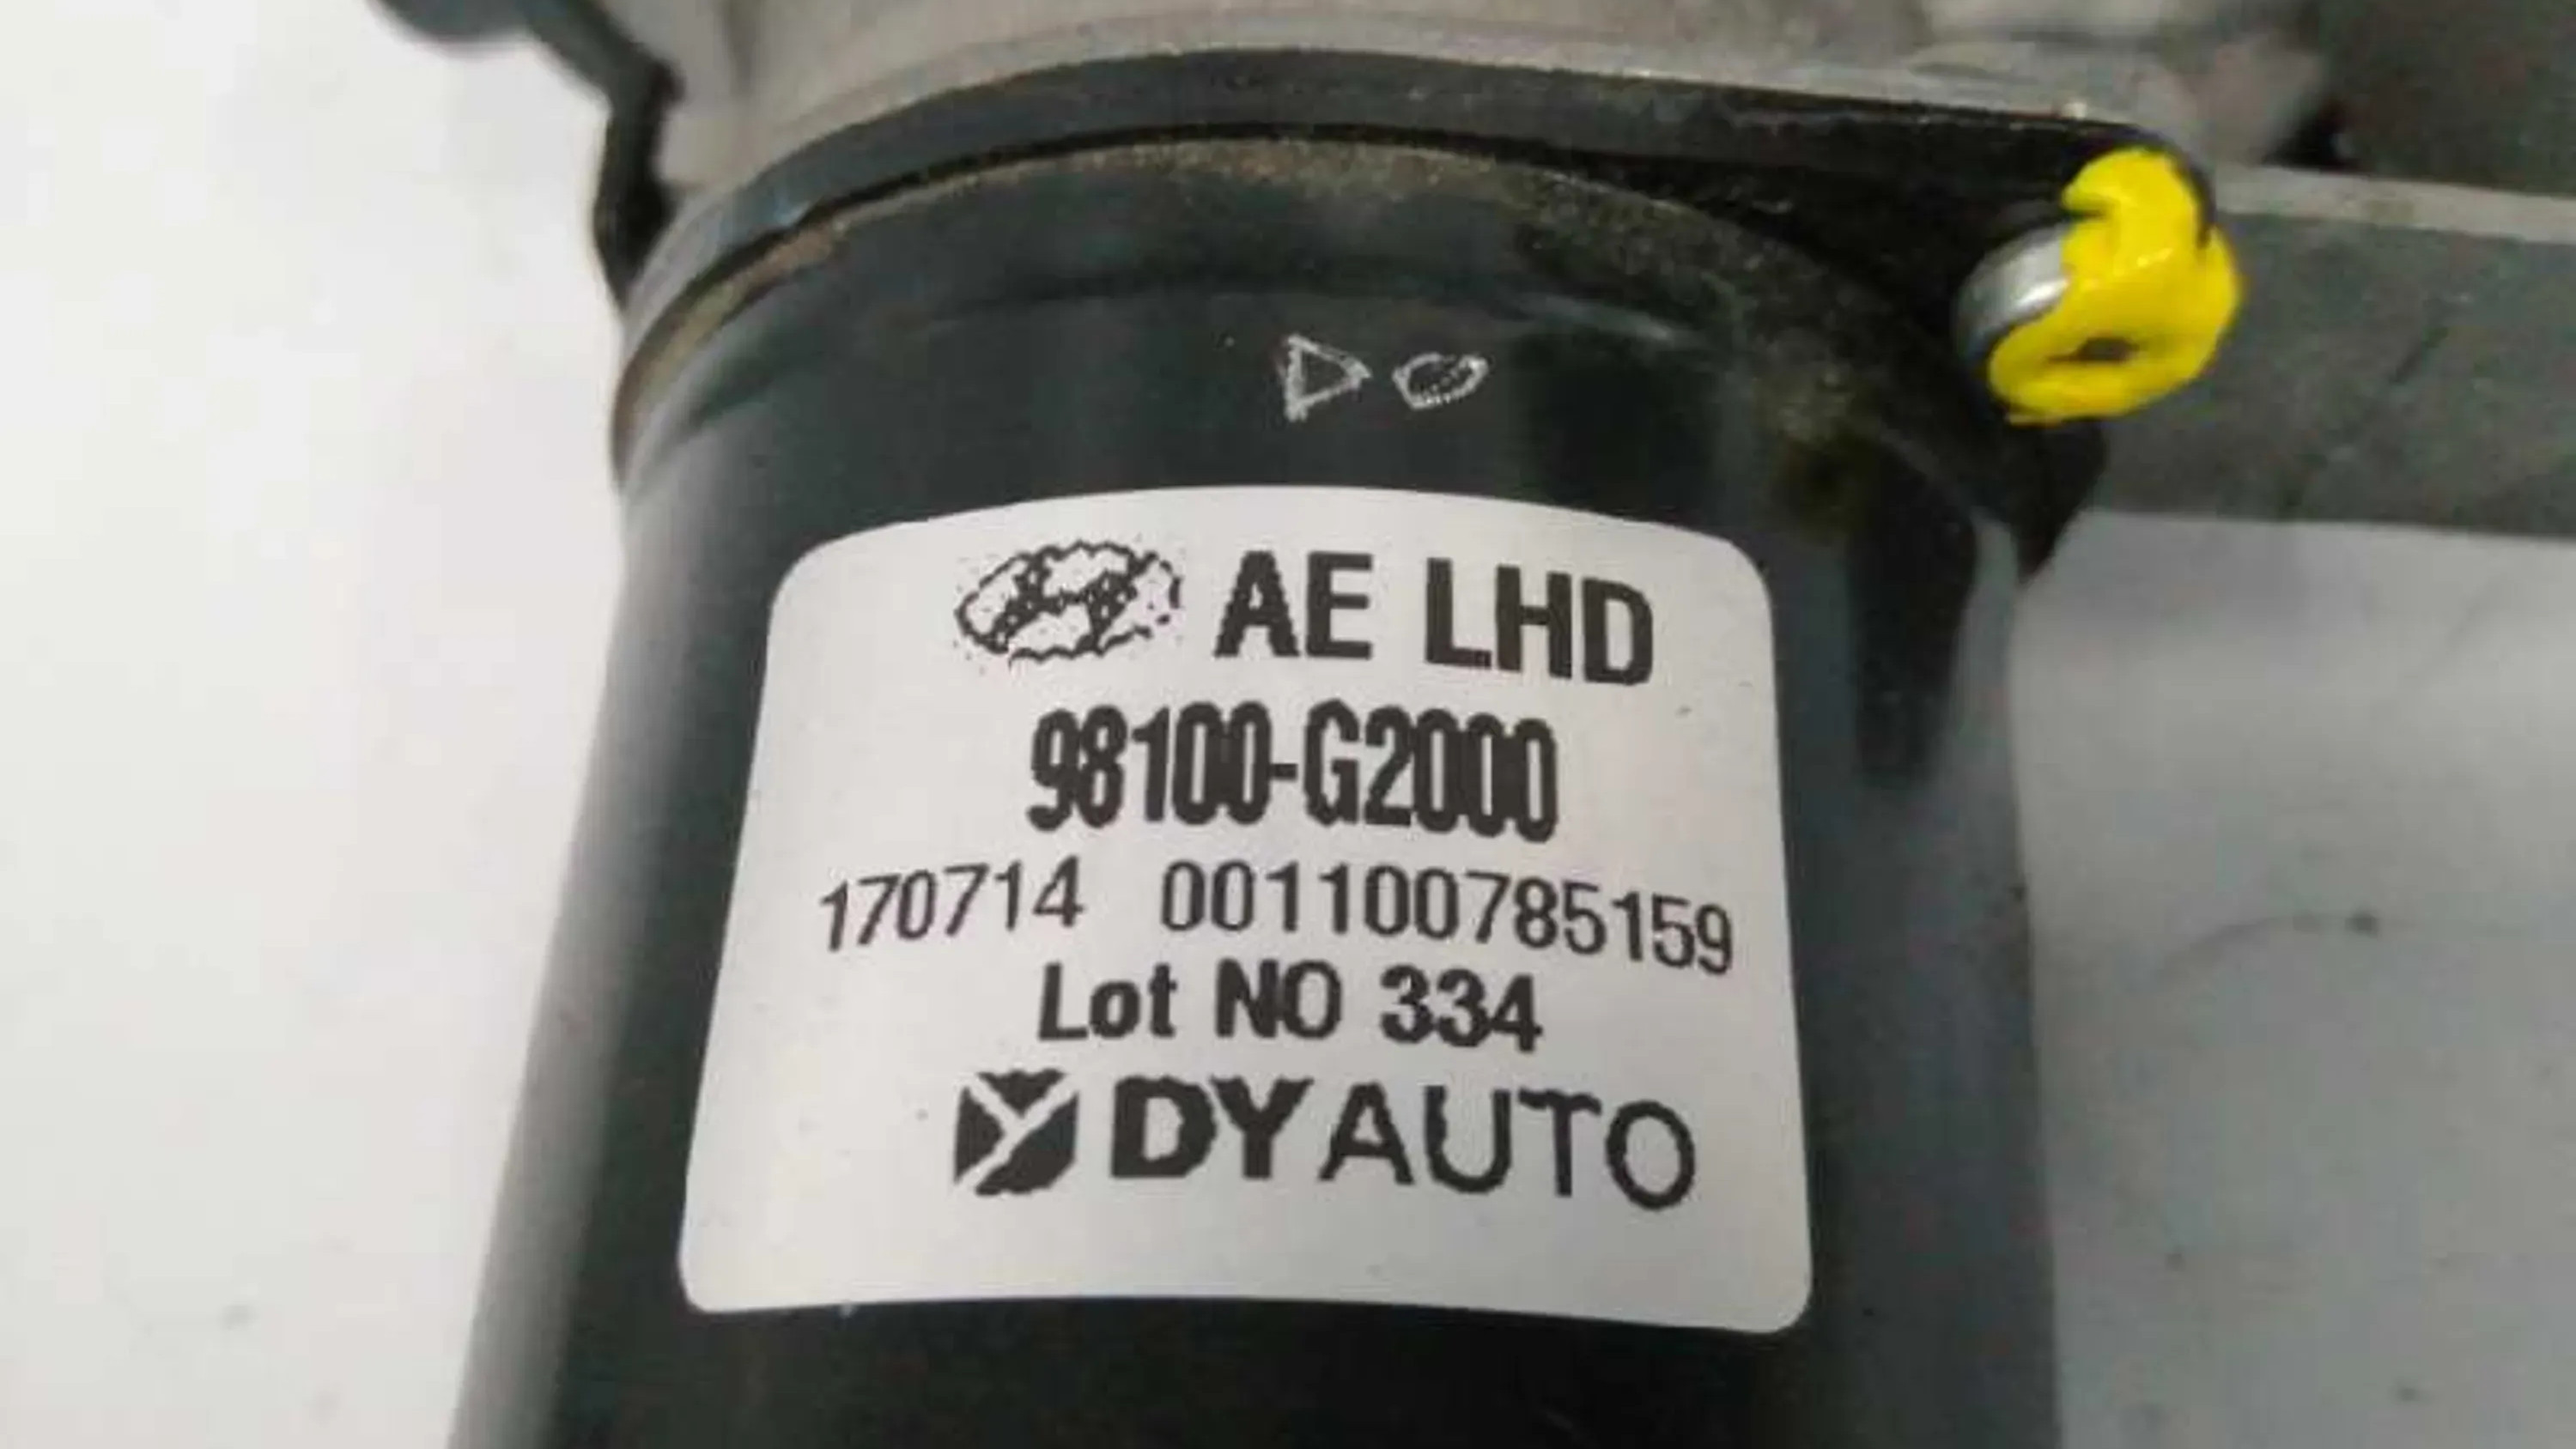 AE LHD
98100-G2000
170714 001100785159
Lot NO 334
DYAUTO